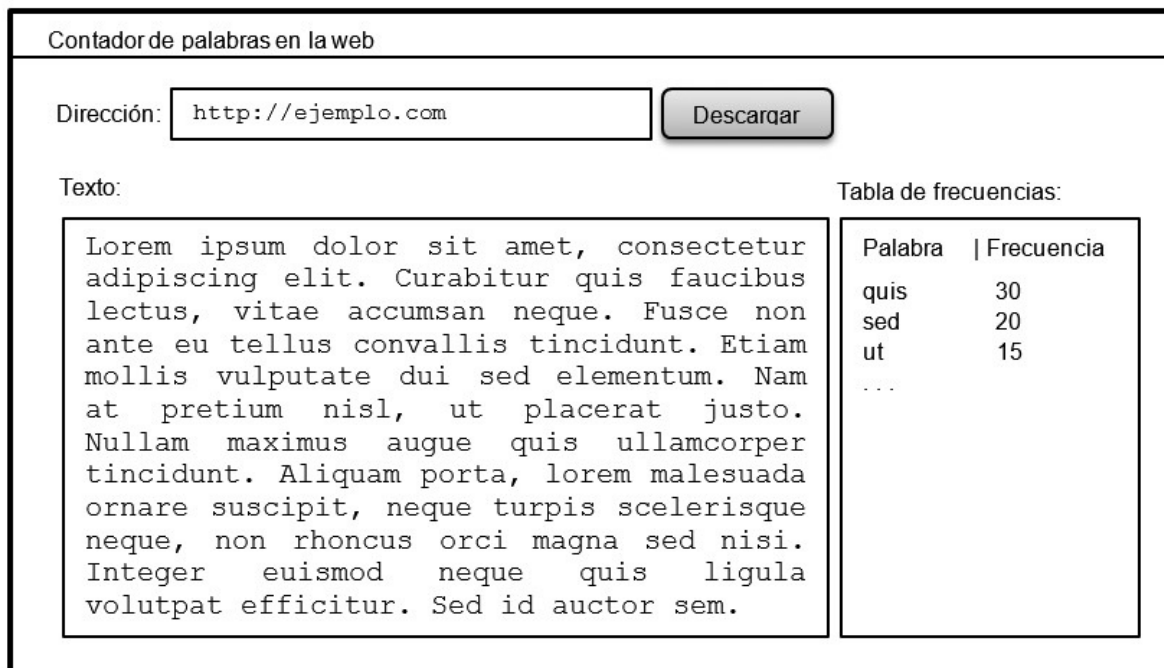 Contador de palabras en la web
Dirección: http://ejemplo.com Descargar
Texto:
Lorem ipsum dolor sit amet, consectetur
adipiscing elit. Curabitur quis faucibus
lectus, vitae accumsan neque. Fusce non
ante eu tellus convallis tincidunt. Etiam
mollis vulputate dui sed elementum. Nam
at pretium nisl, ut placerat justo.
Nullam maximus augue quis ullamcorper
tincidunt. Aliquam porta, lorem malesuada
ornare suscipit, neque turpis scelerisque
neque, non rhoncus orci magna sed nisi.
Integer euismod neque quis ligula
volutpat efficitur. Sed id auctor sem.
Tabla de frecuencias:
Palabra | Frecuencia
quis 30
sed 20
ut 15
. . .